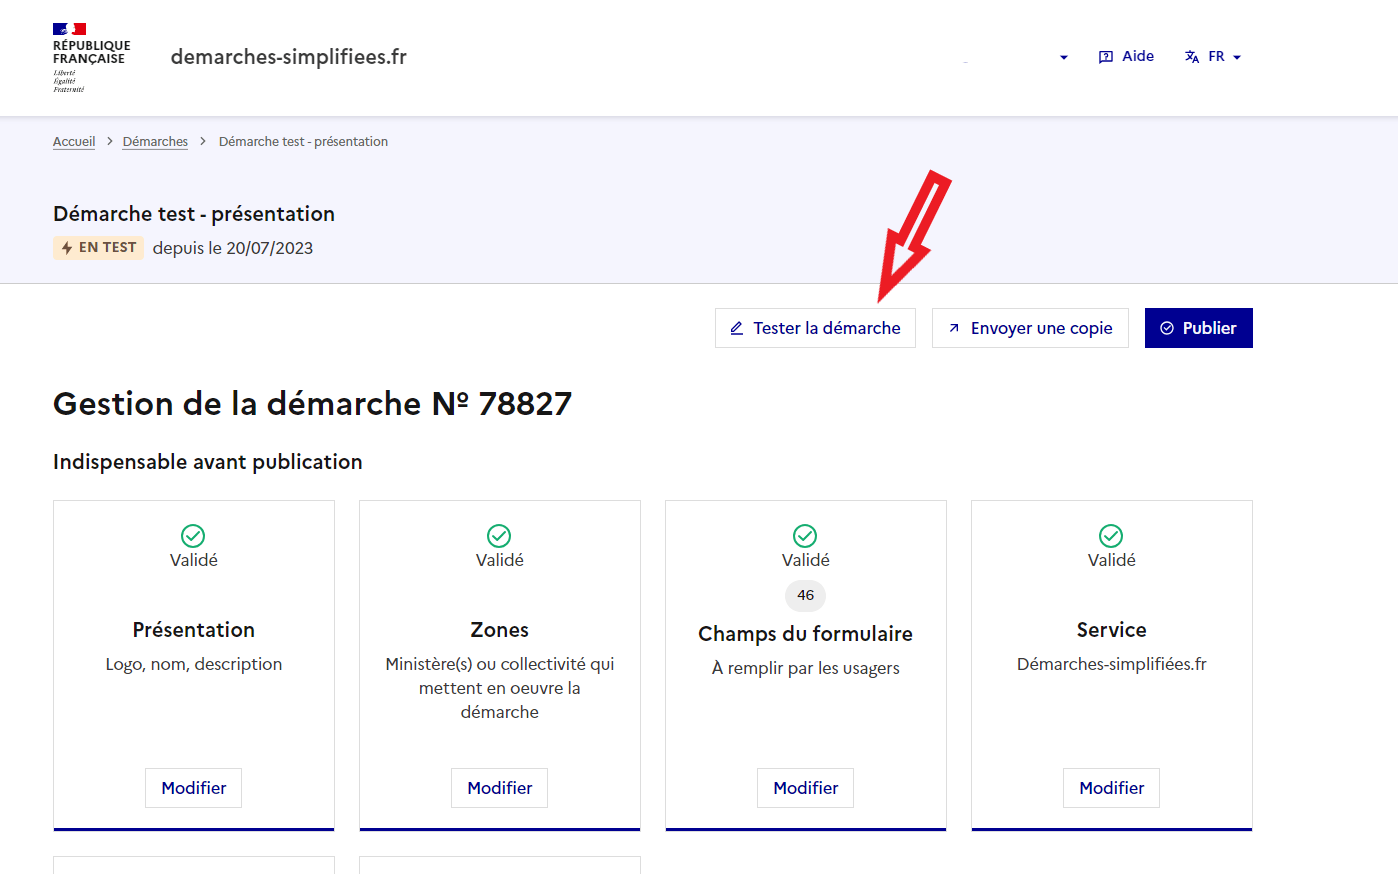 RÉPUBLIQUE
FRANÇAISE
Liberté
Égalité
Fraternité
demarches-simplifiees.fr
Aide
FR
Accueil > Démarches > Démarche test - présentation
Démarche test - présentation
EN TEST depuis le 20/07/2023
Tester la démarche
Envoyer une copie
Publier
Gestion de la démarche № 78827
Indispensable avant publication
Validé
Présentation
Logo, nom, description
Modifier
Validé
Zones
Ministère(s) ou collectivité qui
mettent en oeuvre la
démarche
Modifier
Validé
46
Champs du formulaire
À remplir par les usagers
Modifier
Validé
Service
Démarches-simplifiées.fr
Modifier